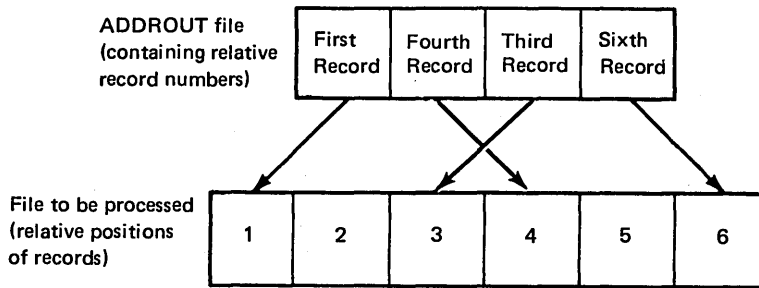 ADDROUT file
(containing relative
record numbers)
First
Record
Fourth
Record
Third
Record
Sixth
Record
File to be processed
(relative positions
of records)
1 2 3 4 5 6